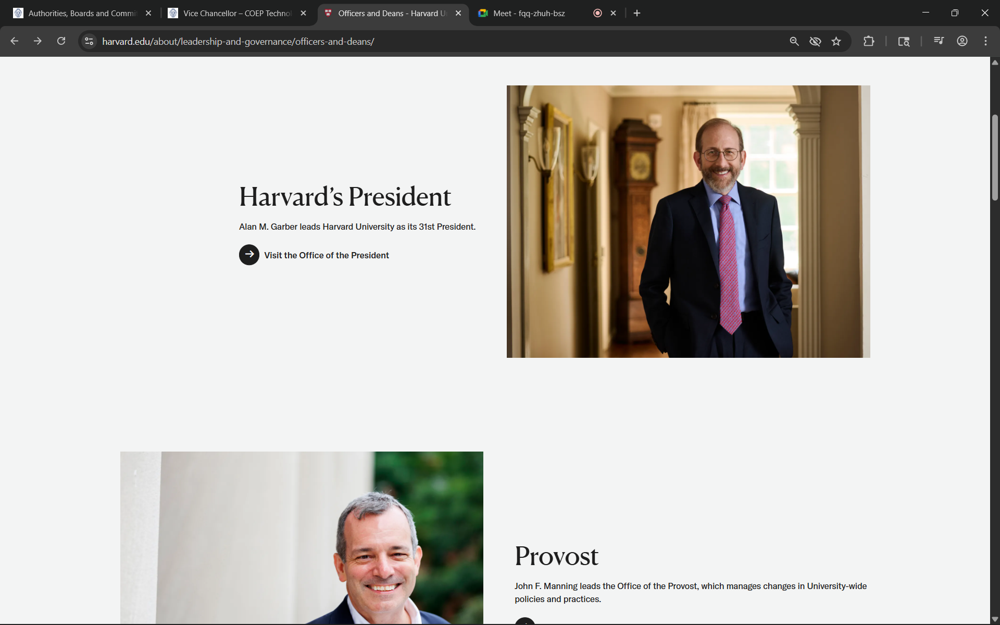 Authorities, Boards and Commi
Vice Chancellor – COEP Techno
Officers and Deans - Harvard U
Meet - fqq-zhuh-bsz
harvard.edu/about/leadership-and-governance/officers-and-deans/
Harvard’s President
Alan M. Garber leads Harvard University as its 31st President.
Visit the Office of the President
Provost
John F. Manning leads the Office of the Provost, which manages changes in University-wide
policies and practices.